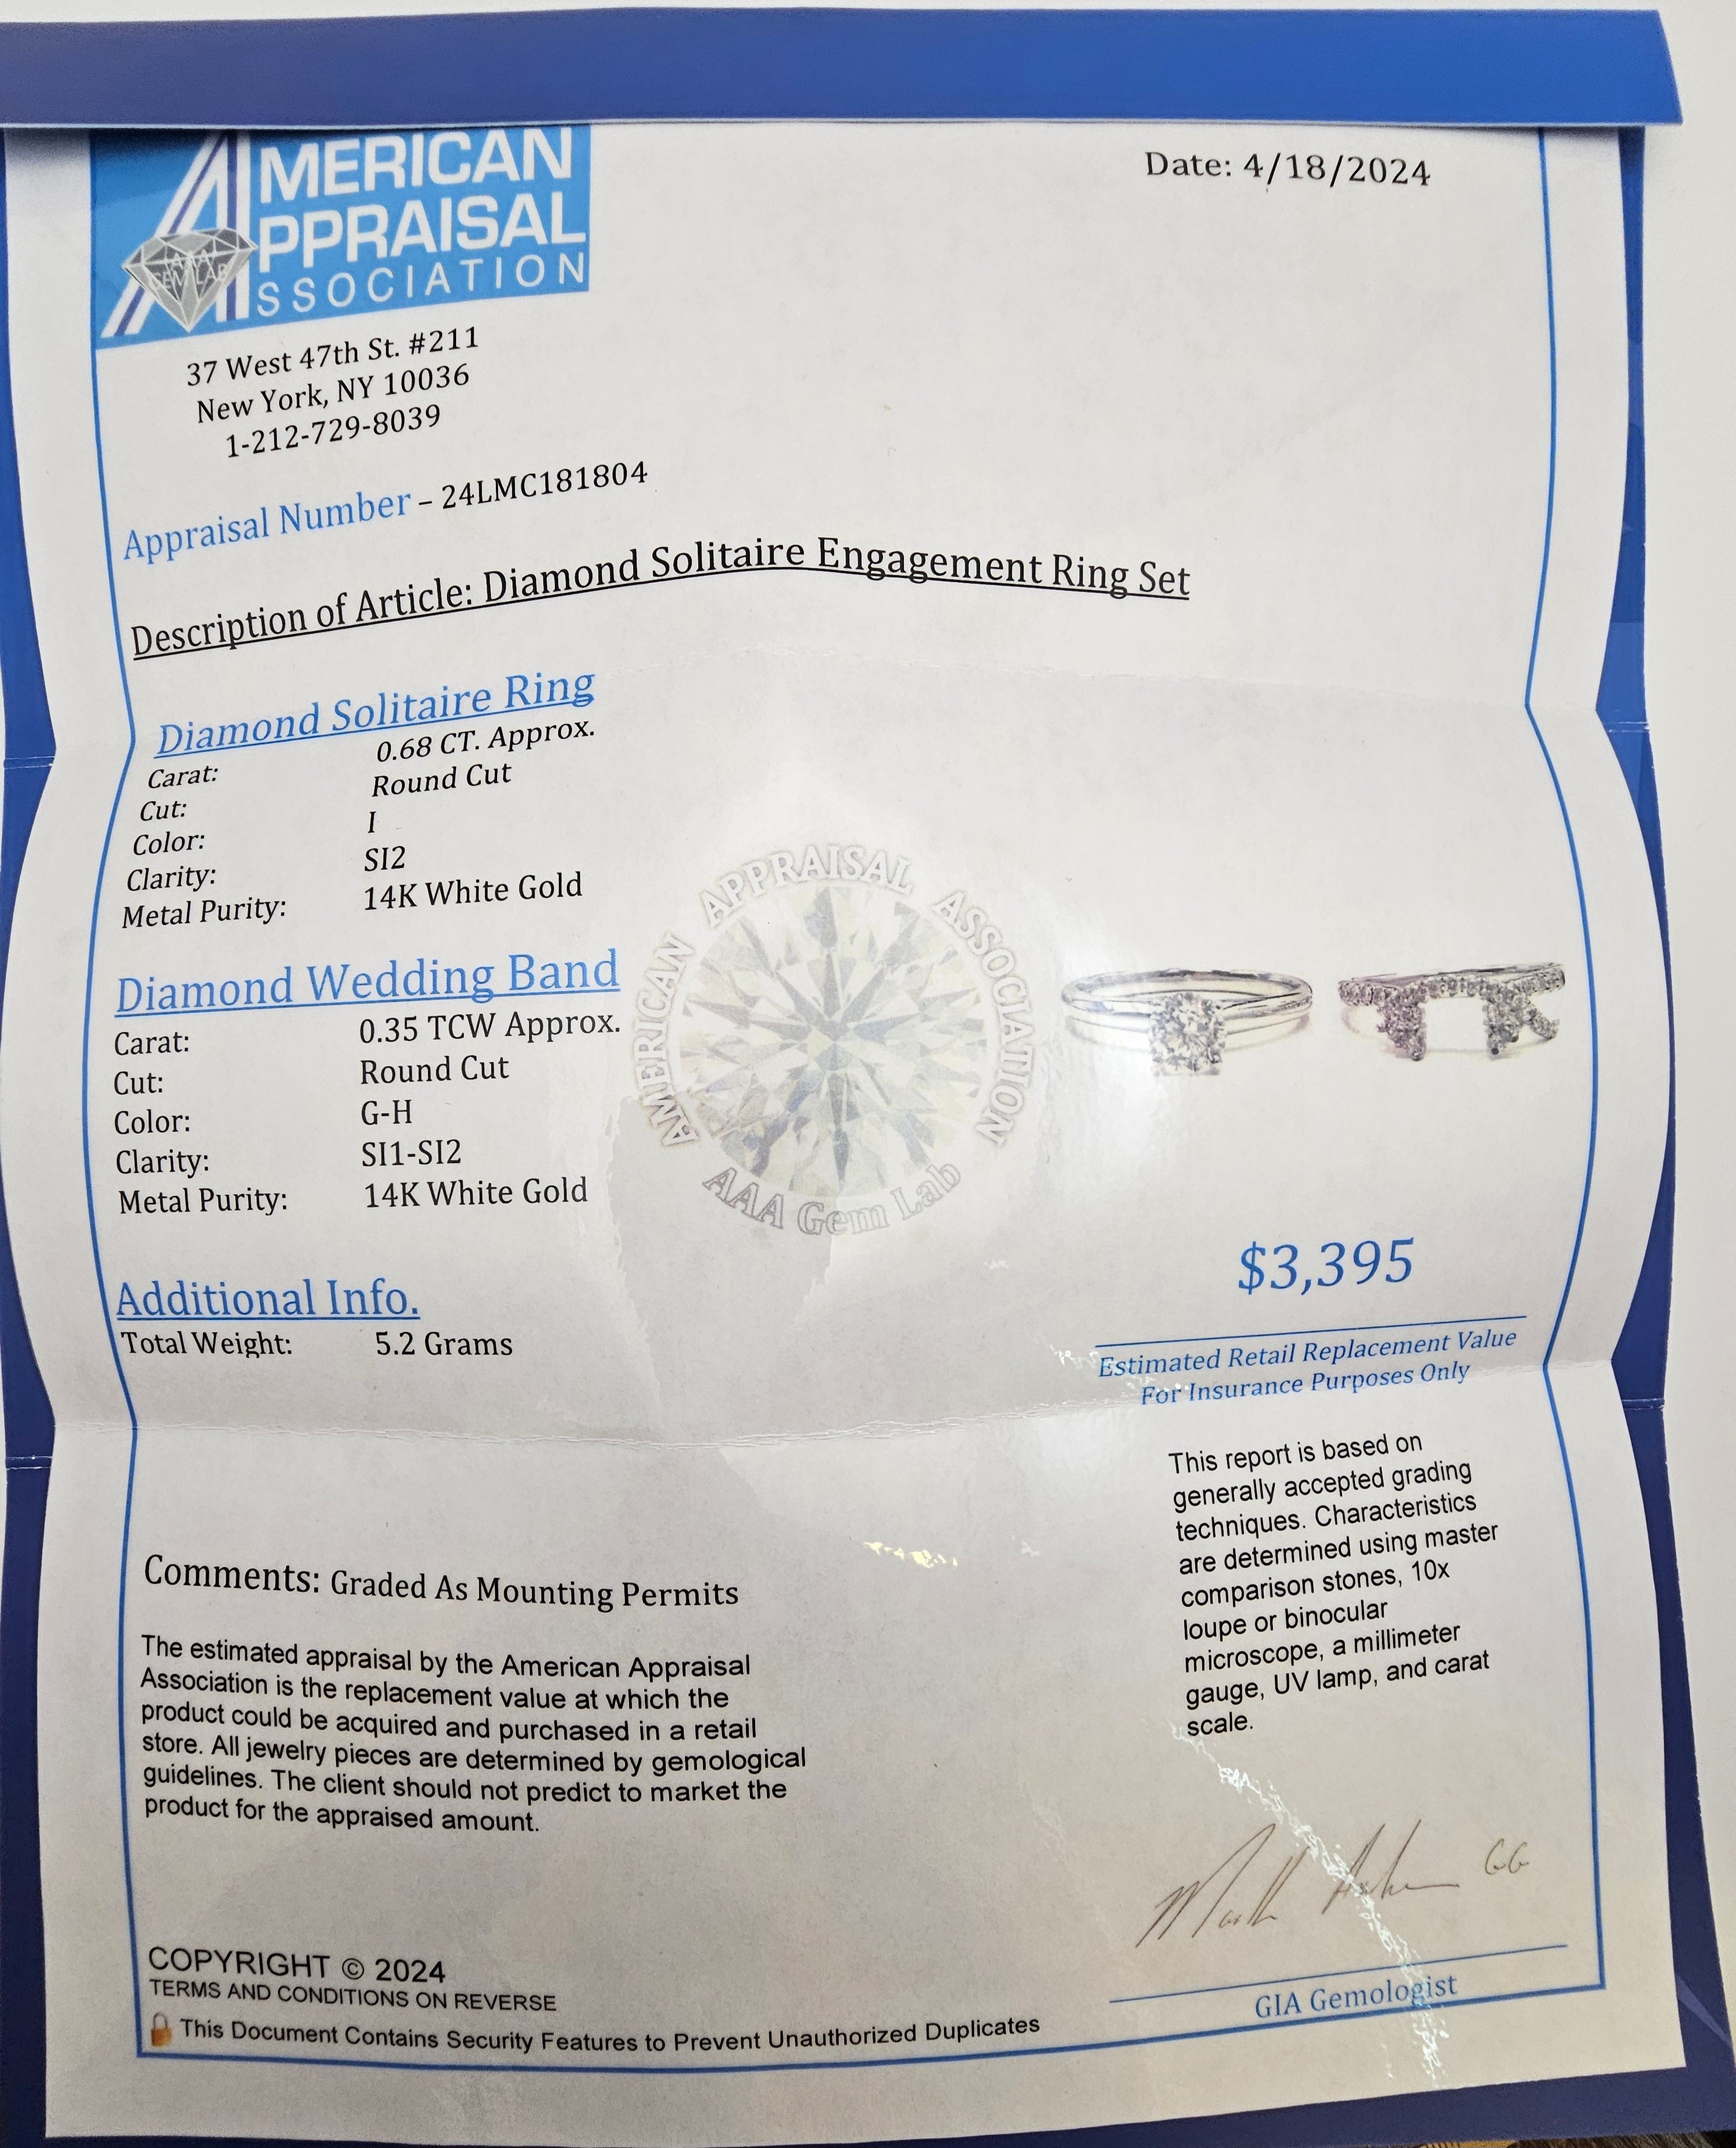 AMERICAN
APPRAISAL
ASSOCIATION
AAA
GEM LAB
Date: 4/18/2024
37 West 47th St. #211
New York, NY 10036
1-212-729-8039
Appraisal Number – 24LMC181804
Description of Article: Diamond Solitaire Engagement Ring Set
Diamond Solitaire Ring
Carat: 0.68 CT. Approx.
Cut: Round Cut
Color: I
Clarity: SI2
Metal Purity: 14K White Gold
Diamond Wedding Band
Carat: 0.35 TCW Approx.
Cut: Round Cut
Color: G-H
Clarity: SI1-SI2
Metal Purity: 14K White Gold
AMERICAN APPRAISAL ASSOCIATION
AAA Gem Lab
Additional Info.
Total Weight: 5.2 Grams
$3,395
Estimated Retail Replacement Value
For Insurance Purposes Only
This report is based on
generally accepted grading
techniques. Characteristics
are determined using master
comparison stones, 10x
loupe or binocular
microscope, a millimeter
gauge, UV lamp, and carat
scale.
Comments: Graded As Mounting Permits
The estimated appraisal by the American Appraisal
Association is the replacement value at which the
product could be acquired and purchased in a retail
store. All jewelry pieces are determined by gemological
guidelines. The client should not predict to market the
product for the appraised amount.
GG
GIA Gemologist
COPYRIGHT © 2024
TERMS AND CONDITIONS ON REVERSE
This Document Contains Security Features to Prevent Unauthorized Duplicates